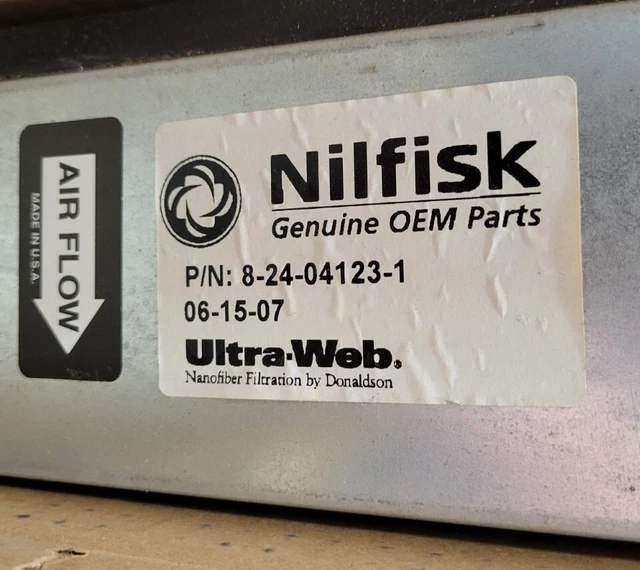 AIR FLOW
MADE IN U.S.A.
Nilfisk
Genuine OEM Parts
P/N: 8-24-04123-1
06-15-07
Ultra-Web®
Nanofiber Filtration by Donaldson